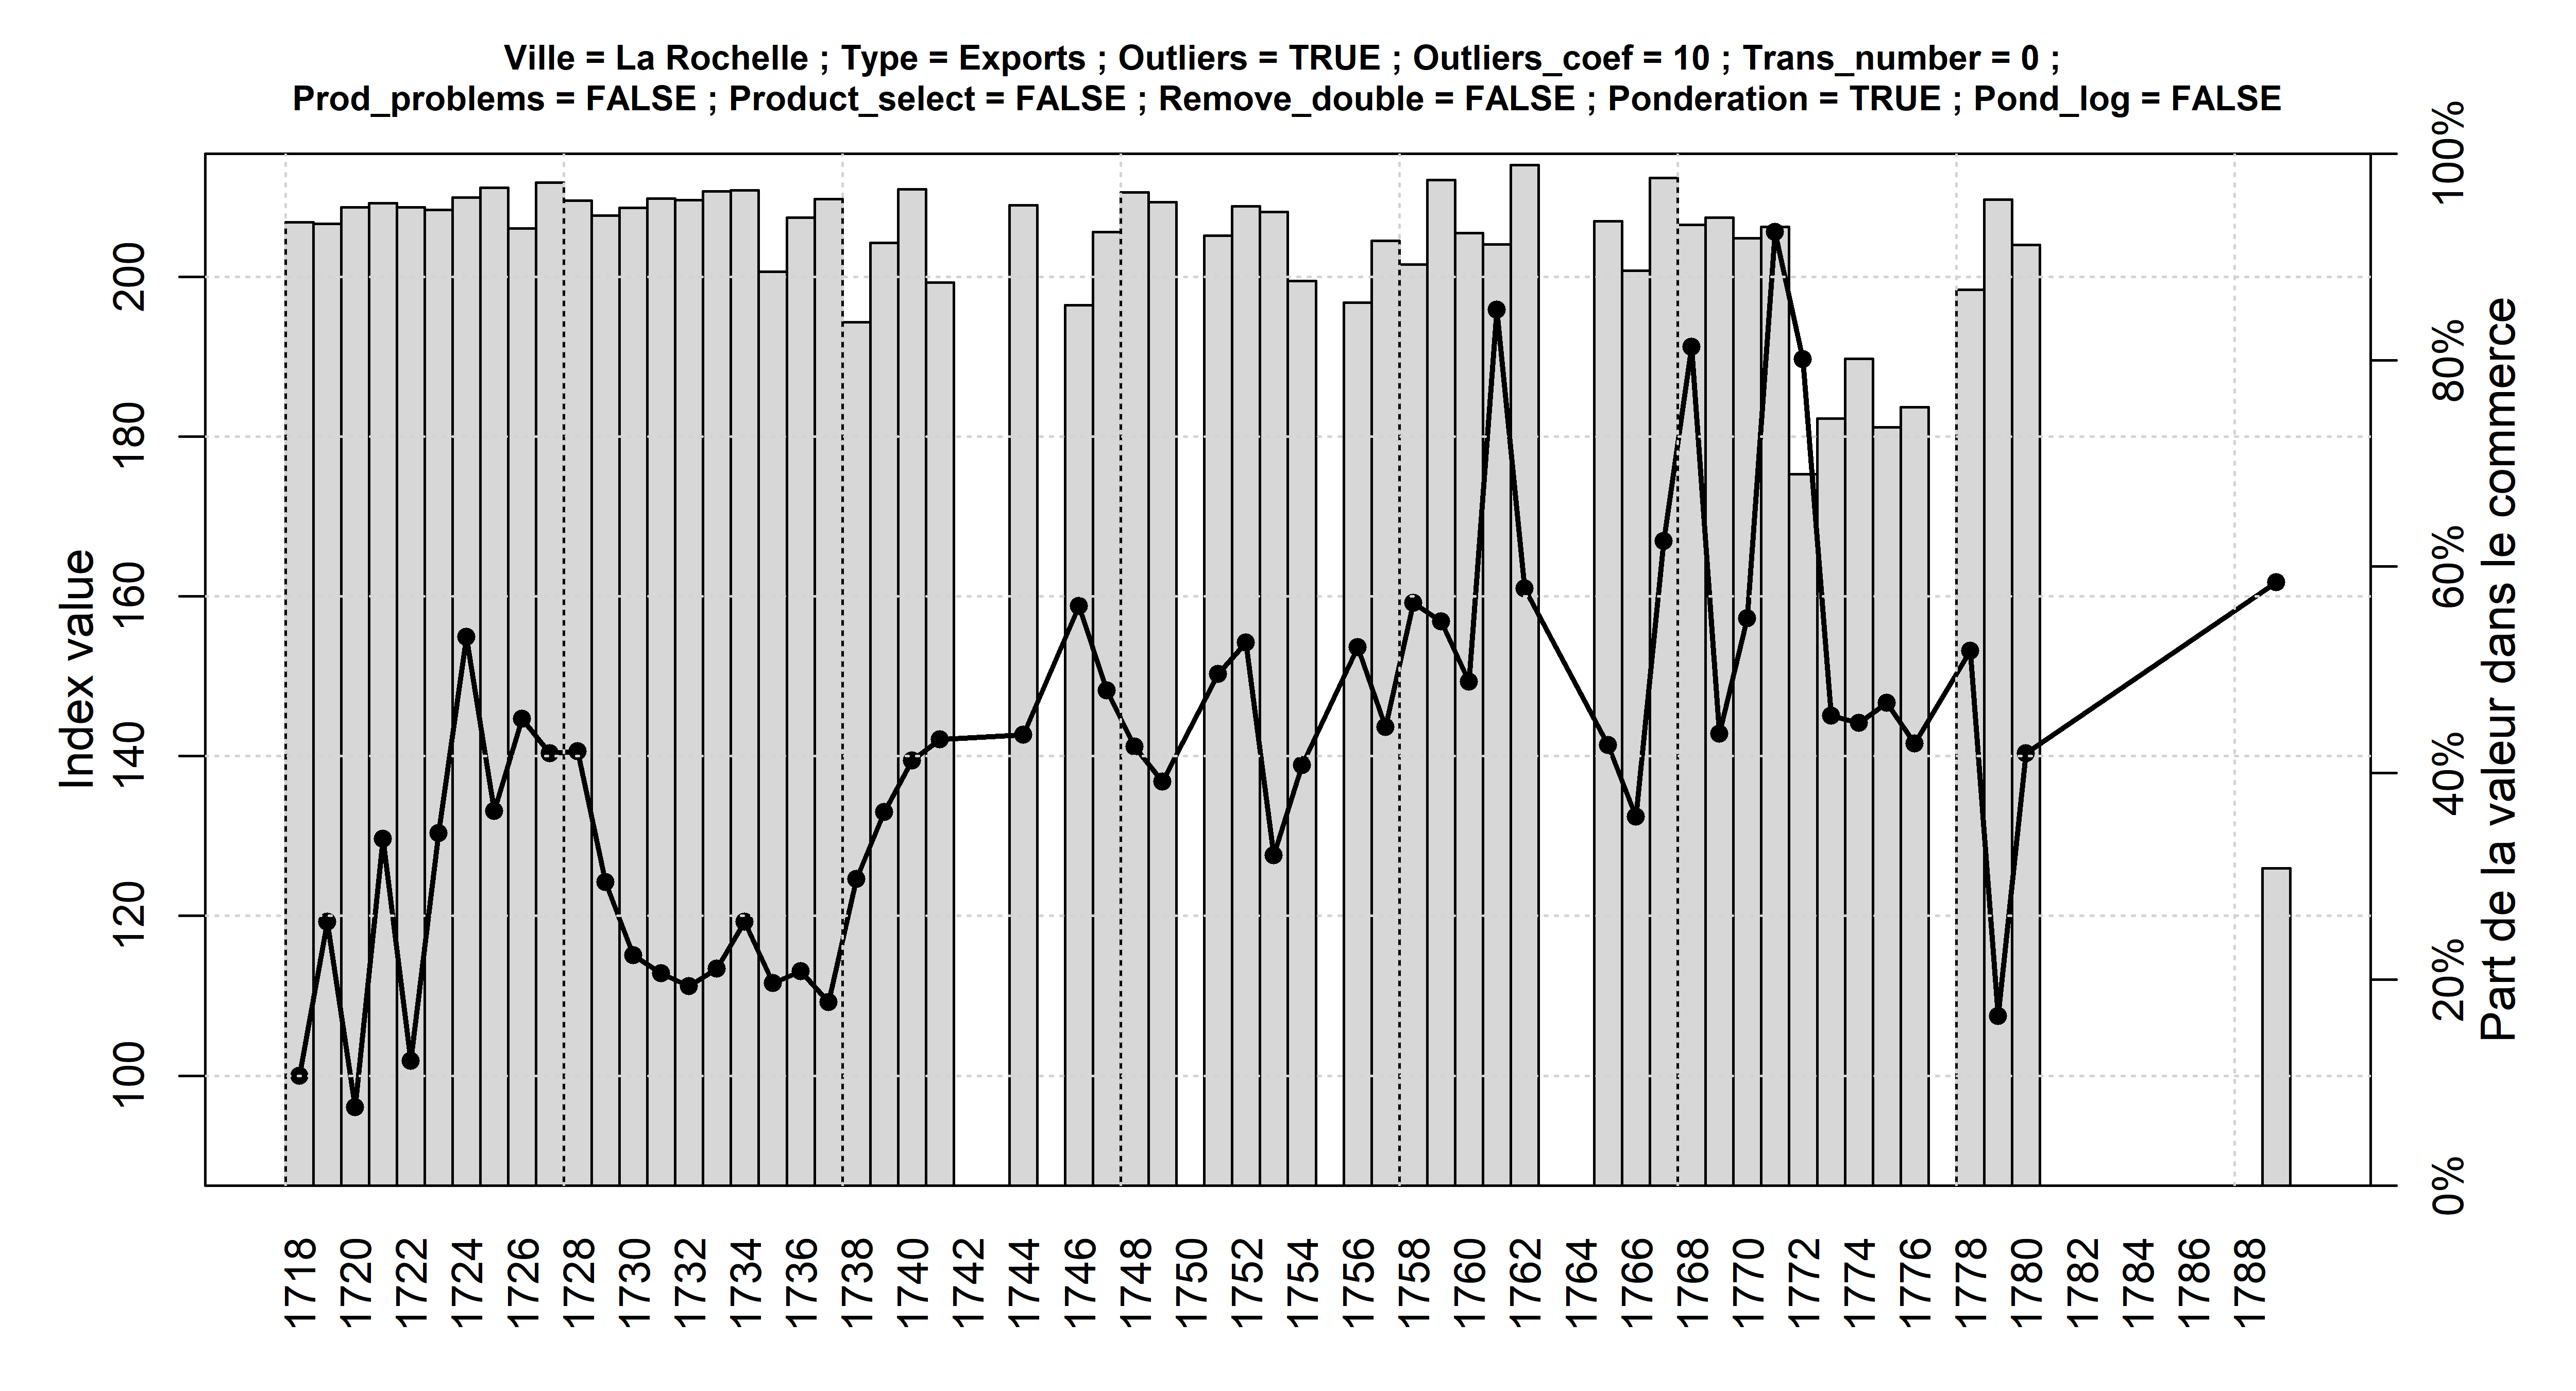 Ville = La Rochelle ; Type = Exports ; Outliers = TRUE ; Outliers_coef = 10 ; Trans_number = 0 ;
Prod_problems = FALSE ; Product_select = FALSE ; Remove_double = FALSE ; Ponderation = TRUE ; Pond_log = FALSE
Index value
200
180
160
140
120
100
100%
80%
60%
40%
20%
0%
Part de la valeur dans le commerce
1718 1720 1722 1724 1726 1728 1730 1732 1734 1736 1738 1740 1742 1744 1746 1748 1750 1752 1754 1756 1758 1760 1762 1764 1766 1768 1770 1772 1774 1776 1778 1780 1782 1784 1786 1788